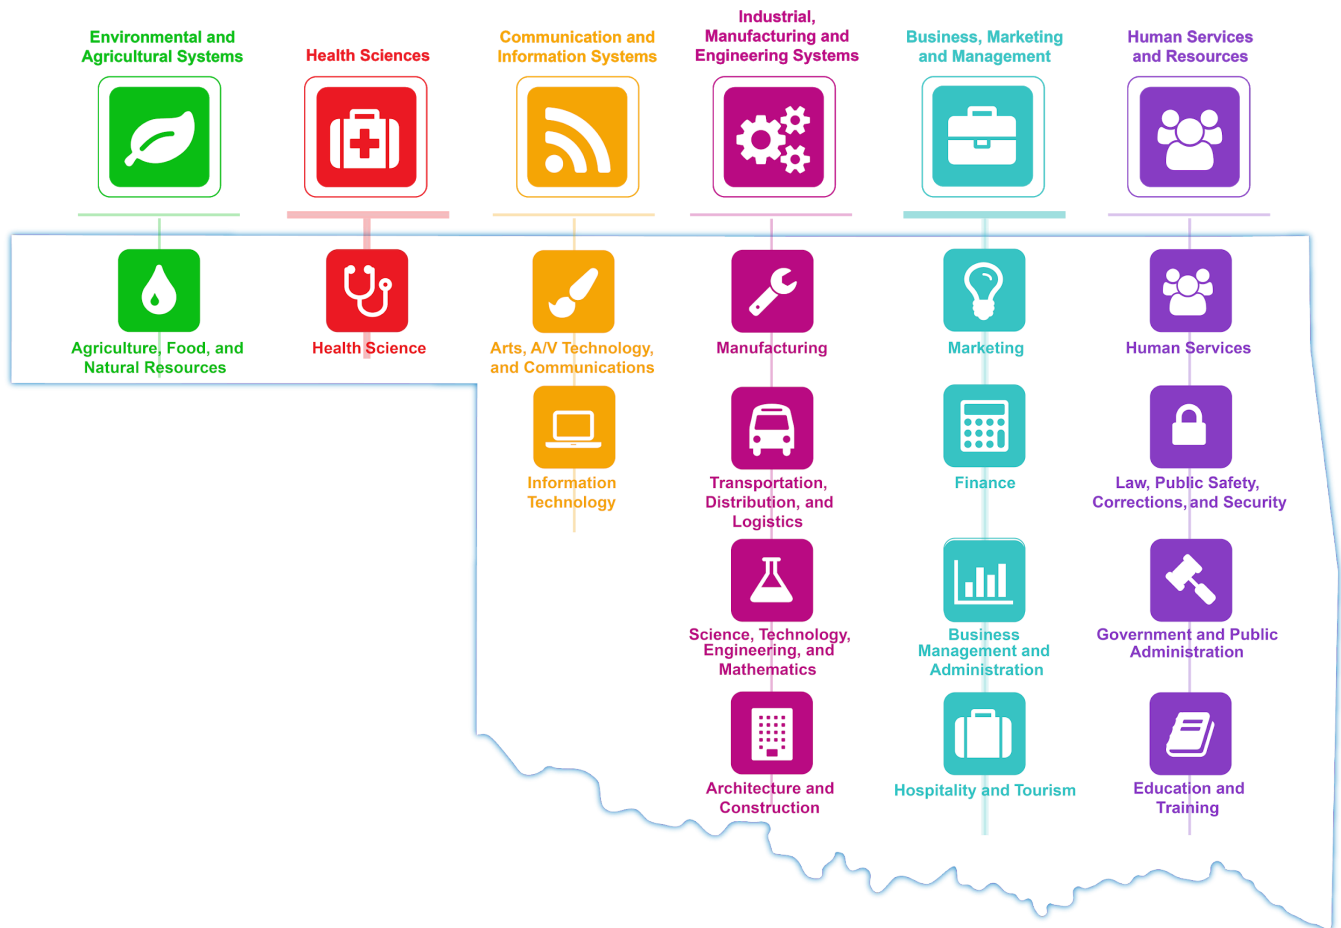 Environmental and
Agricultural Systems
Health Sciences
Communication and
Information Systems
Industrial,
Manufacturing and
Engineering Systems
Business, Marketing
and Management
Human Services
and Resources
Agriculture, Food, and
Natural Resources
Health Science
Arts, A/V Technology,
and Communications
Manufacturing
Marketing
Human Services
Information
Technology
Transportation,
Distribution, and
Logistics
Finance
Law, Public Safety,
Corrections, and Security
Science, Technology,
Engineering, and
Mathematics
Business
Management and
Administration
Government and Public
Administration
Architecture and
Construction
Hospitality and Tourism
Education and
Training